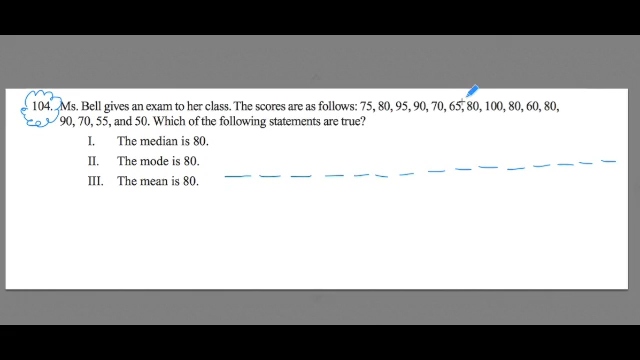 104. Ms. Bell gives an exam to her class. The scores are as follows: 75, 80, 95, 90, 70, 65, 80, 100, 80, 60, 80,
90, 70, 55, and 50. Which of the following statements are true?
I. The median is 80.
II. The mode is 80.
III. The mean is 80.